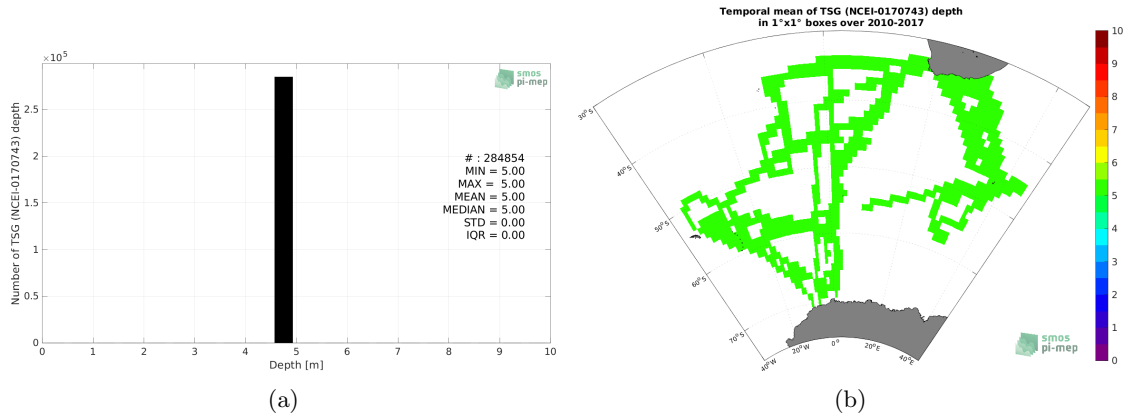 ×10⁵
2.5
2
1.5
1
0.5
0
0 1 2 3 4 5 6 7 8 9 10
Depth [m]
Number of TSG (NCEI-0170743) depth
smos
pi-mep
# : 284854
MIN = 5.00
MAX = 5.00
MEAN = 5.00
MEDIAN = 5.00
STD = 0.00
IQR = 0.00
(a)
Temporal mean of TSG (NCEI-0170743) depth
in 1°x1° boxes over 2010-2017
30°S
40°S
50°S
60°S
70°S
40°W 20°W 0° 20°E 40°E
10
9
8
7
6
5
4
3
2
1
0
smos
pi-mep
(b)